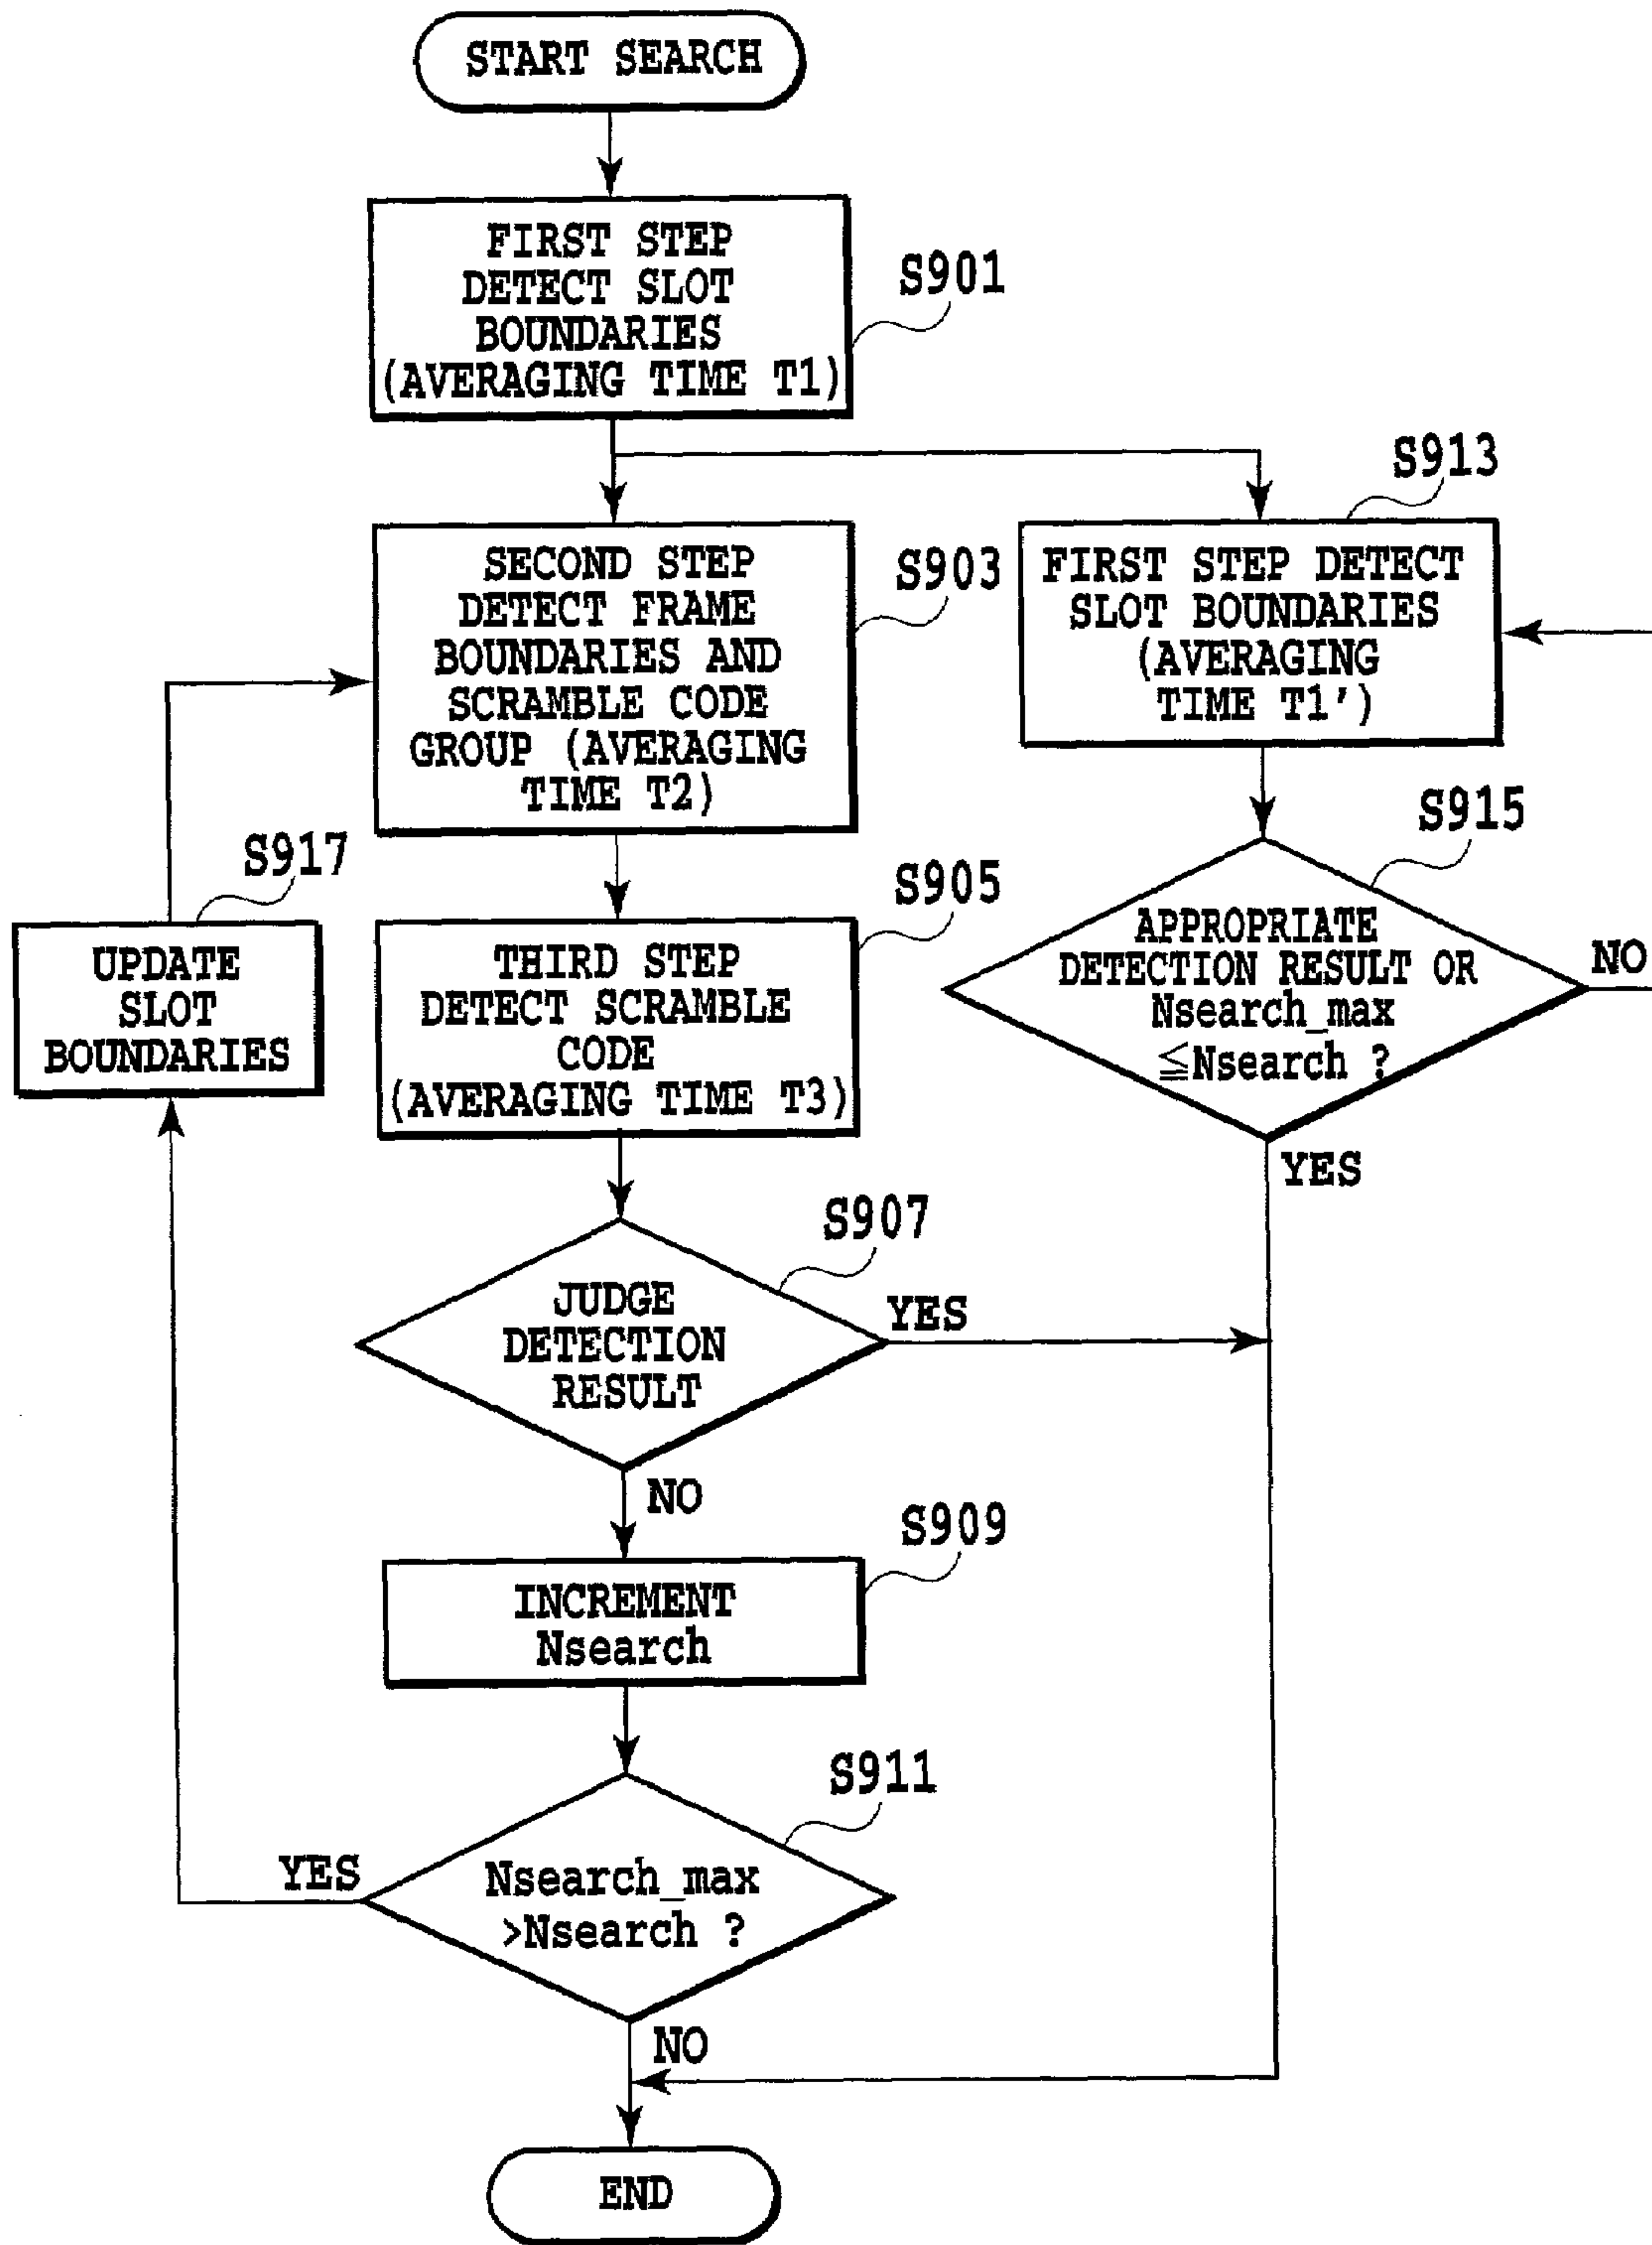 START SEARCH
FIRST STEP
DETECT SLOT
BOUNDARIES
(AVERAGING TIME T1)
S901
S913
SECOND STEP
DETECT FRAME
BOUNDARIES AND
SCRAMBLE CODE
GROUP (AVERAGING
TIME T2)
S903
FIRST STEP DETECT
SLOT BOUNDARIES
(AVERAGING
TIME T1')
S915
S917
UPDATE
SLOT
BOUNDARIES
S905
THIRD STEP
DETECT SCRAMBLE
CODE
(AVERAGING TIME T3)
APPROPRIATE
DETECTION RESULT OR
Nsearch_max
≦Nsearch ?
NO
YES
S907
JUDGE
DETECTION
RESULT
YES
NO
S909
INCREMENT
Nsearch
S911
YES
Nsearch_max
>Nsearch ?
NO
END